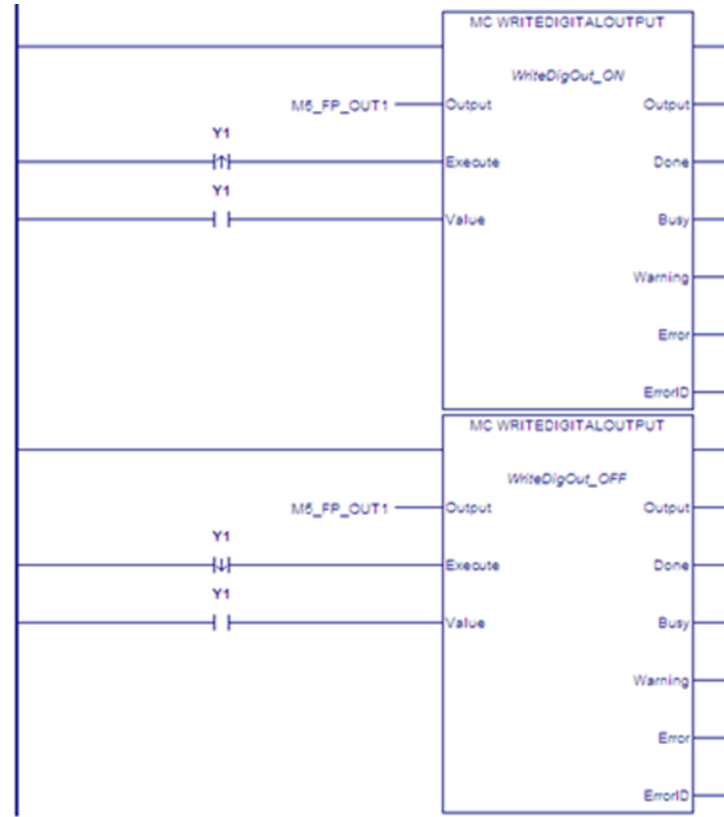 MC WRITEDIGITALOUTPUT
WriteDigOut_ON
M5_FP_OUT1 Output Output
Y1
Execute Done
Y1
Value Busy
Warning
Error
ErrorID
MC WRITEDIGITALOUTPUT
WriteDigOut_OFF
M5_FP_OUT1 Output Output
Y1
Execute Done
Y1
Value Busy
Warning
Error
ErrorID